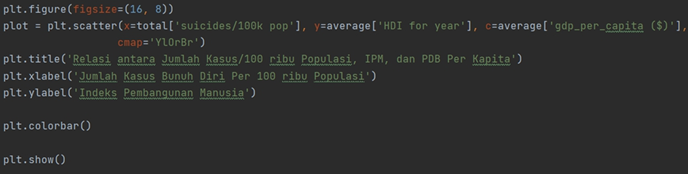 plt.figure(figsize=(16, 8))
plot = plt.scatter(x=total['suicides/100k pop'], y=average['HDI for year'], c=average['gdp_per_capita ($)'],
cmap='YlOrBr')
plt.title('Relasi antara Jumlah Kasus/100 ribu Populasi, IPM, dan PDB Per Kapita')
plt.xlabel('Jumlah Kasus Bunuh Diri Per 100 ribu Populasi')
plt.ylabel('Indeks Pembangunan Manusia')
plt.colorbar()
plt.show()